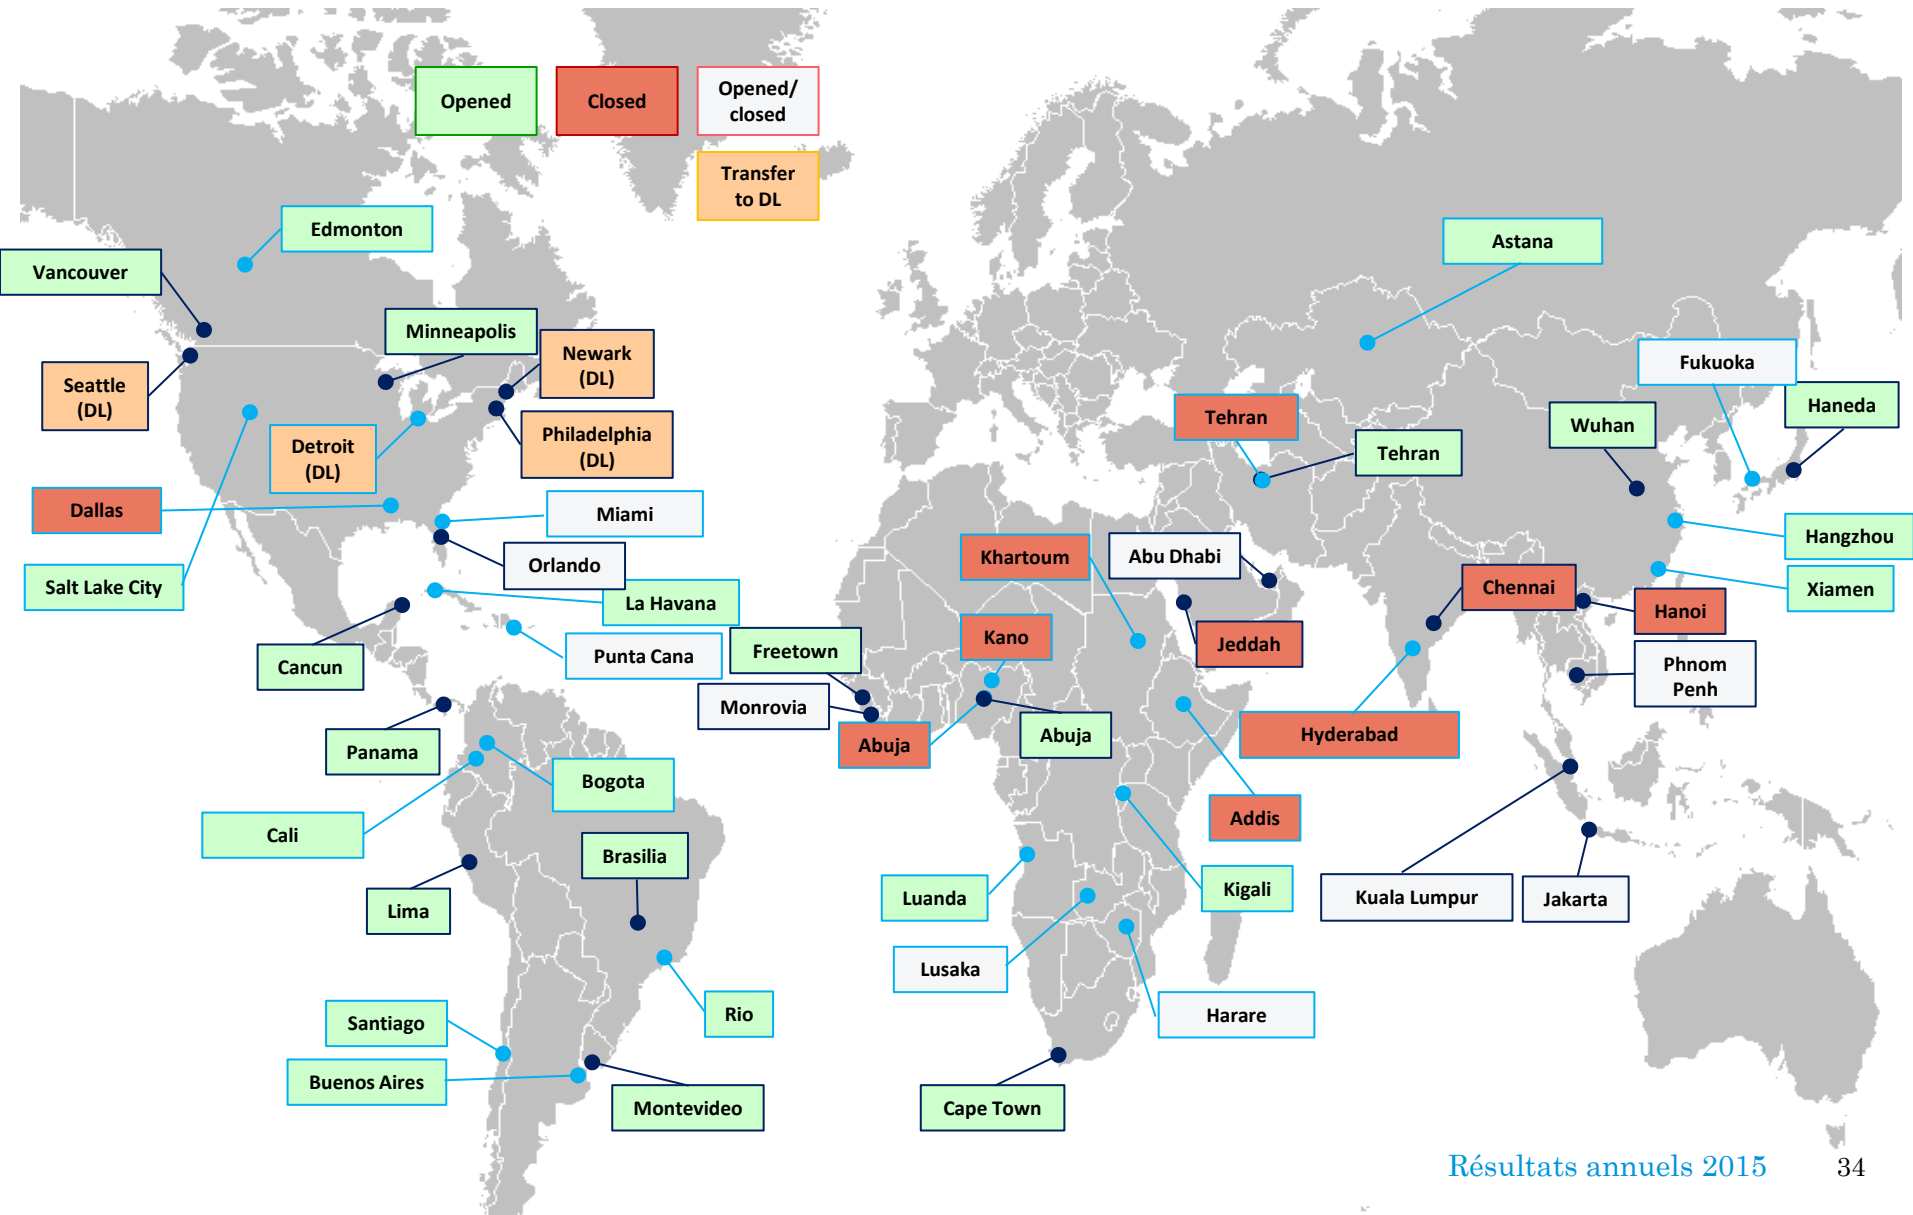 Opened
Closed
Opened/
closed
Transfer
to DL
Edmonton
Vancouver
Minneapolis
Newark
(DL)
Seattle
(DL)
Detroit
(DL)
Philadelphia
(DL)
Dallas
Miami
Orlando
Salt Lake City
La Havana
Cancun
Punta Cana
Panama
Bogota
Cali
Brasilia
Lima
Rio
Santiago
Buenos Aires
Montevideo
Astana
Fukuoka
Haneda
Wuhan
Tehran
Tehran
Hangzhou
Xiamen
Khartoum
Abu Dhabi
Chennai
Hanoi
Kano
Jeddah
Freetown
Monrovia
Abuja
Abuja
Phnom
Penh
Hyderabad
Addis
Luanda
Kigali
Kuala Lumpur
Jakarta
Lusaka
Harare
Cape Town
Résultats annuels 2015
34